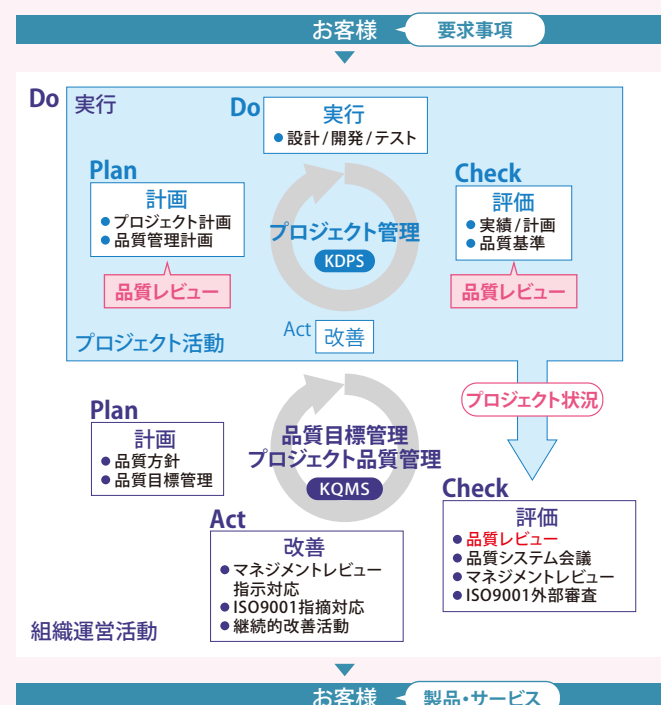 お客様 要求事項
Do 実行
Do
実行
●設計/開発/テスト
Plan
計画
●プロジェクト計画
●品質管理計画
品質レビュー
プロジェクト管理
KDPS
Check
評価
●実績/計画
●品質基準
品質レビュー
Act 改善
プロジェクト活動
プロジェクト状況
Plan
計画
●品質方針
●品質目標管理
品質目標管理
プロジェクト品質管理
KQMS
Check
評価
●品質レビュー
●品質システム会議
●マネジメントレビュー
●ISO9001外部審査
Act
改善
●マネジメントレビュー
指示対応
●ISO9001指摘対応
●継続的改善活動
組織運営活動
お客様 製品・サービス